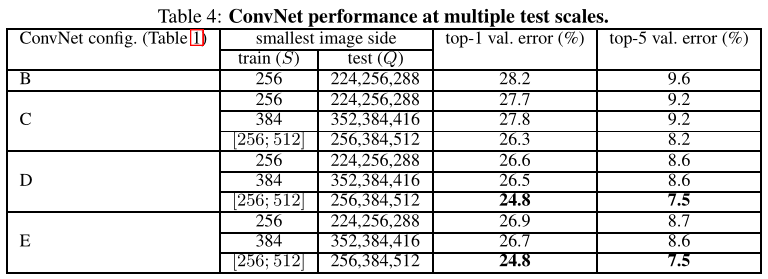 Table 4: ConvNet performance at multiple test scales.
ConvNet config. (Table 1) smallest image side top-1 val. error (%) top-5 val. error (%)
train (S) test (Q)
B 256 224,256,288 28.2 9.6
256 224,256,288 27.7 9.2
C 384 352,384,416 27.8 9.2
[256; 512] 256,384,512 26.3 8.2
256 224,256,288 26.6 8.6
D 384 352,384,416 26.5 8.6
[256; 512] 256,384,512 24.8 7.5
256 224,256,288 26.9 8.7
E 384 352,384,416 26.7 8.6
[256; 512] 256,384,512 24.8 7.5